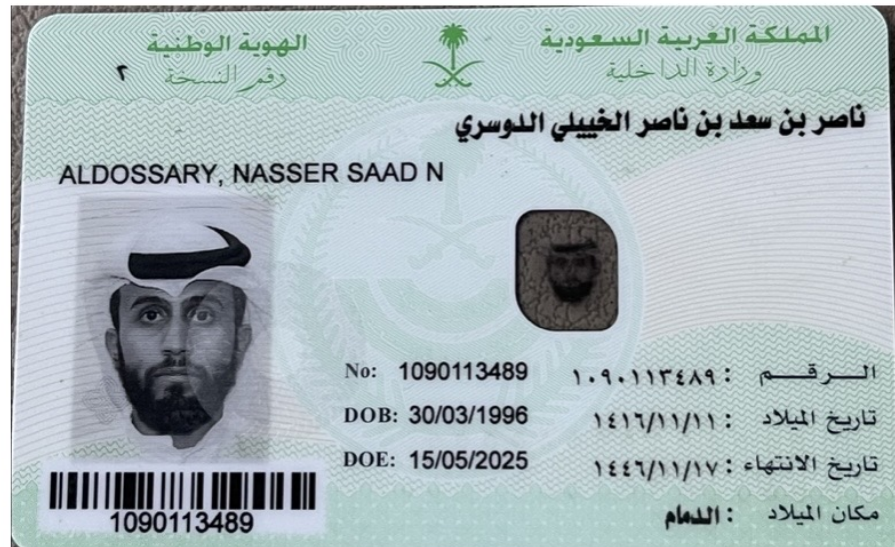 المملكة العربية السعودية
وزارة الداخلية
الهوية الوطنية
رقم النسخة ٢
ناصر بن سعد بن ناصر الخييلي الدوسري
ALDOSSARY, NASSER SAAD N
No: 1090113489 الرقم : ١٠٩٠١١٣٤٨٩
DOB: 30/03/1996 تاريخ الميلاد : ١٤١٦/١١/١١
DOE: 15/05/2025 تاريخ الانتهاء : ١٤٤٦/١١/١٧
مكان الميلاد : الدمام
1090113489